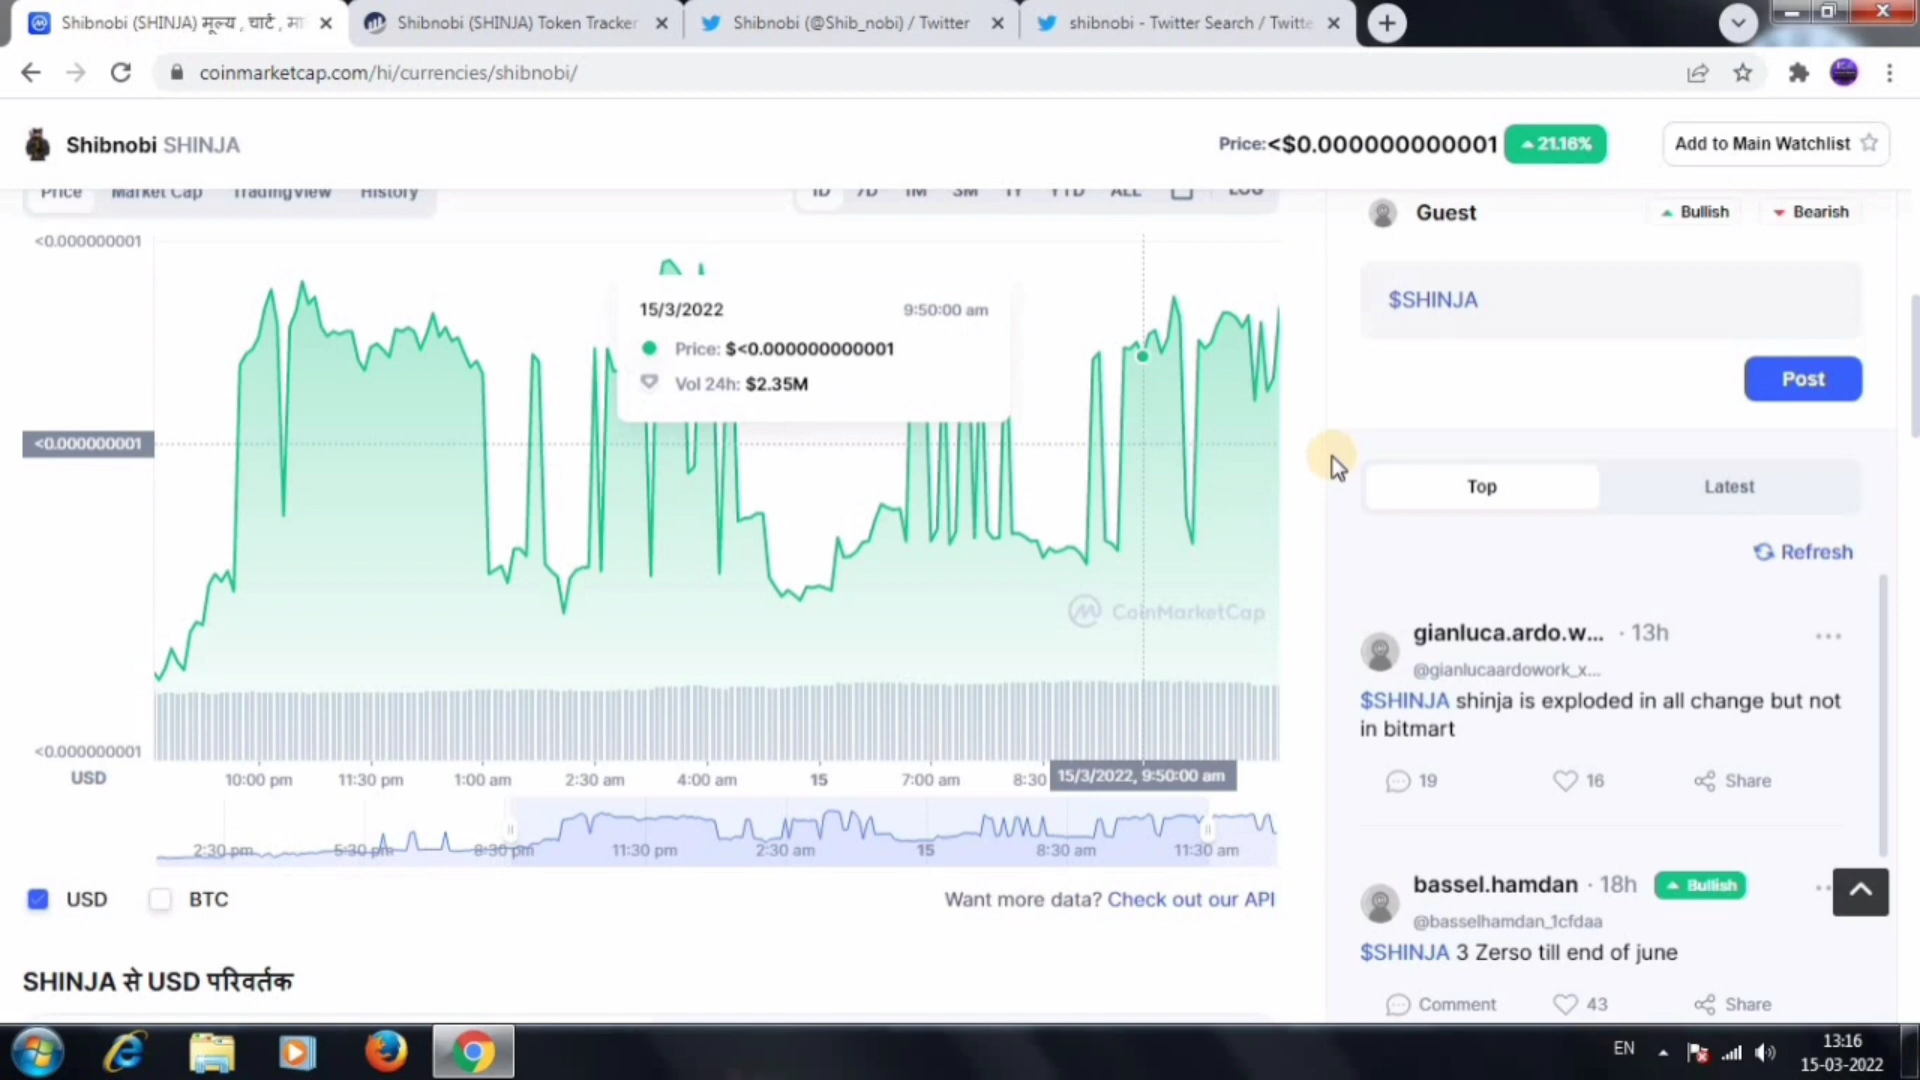 Shibnobi (SHINJA) मूल्य , चार्ट , मा
Shibnobi (SHINJA) Token Tracker
Shibnobi (@Shib_nobi) / Twitter
shibnobi - Twitter Search / Twitte
coinmarketcap.com/hi/currencies/shibnobi/
Shibnobi SHINJA
Price:<$0.000000000001
21.16%
Add to Main Watchlist
Price Market Cap TradingView History
1D 7D 1M 3M 1Y YTD ALL LOG
Guest
Bullish
Bearish
$SHINJA
Post
<0.000000001
15/3/2022 9:50:00 am
Price: $<0.000000000001
Vol 24h: $2.35M
<0.000000001
CoinMarketCap
<0.000000001
USD
10:00 pm 11:30 pm 1:00 am 2:30 am 4:00 am 15 7:00 am 8:30 15/3/2022, 9:50:00 am
2:30 pm 5:30 pm 8:30 pm 11:30 pm 2:30 am 15 8:30 am 11:30 am
USD
BTC
Want more data? Check out our API
SHINJA से USD परिवर्तक
Top
Latest
Refresh
gianluca.ardo.w... · 13h
@gianlucaardowork_x...
$SHINJA shinja is exploded in all change but not
in bitmart
19
16
Share
bassel.hamdan · 18h
Bullish
@basselhamdan_1cfdaa
$SHINJA 3 Zerso till end of june
Comment
43
Share
EN
13:16
15-03-2022